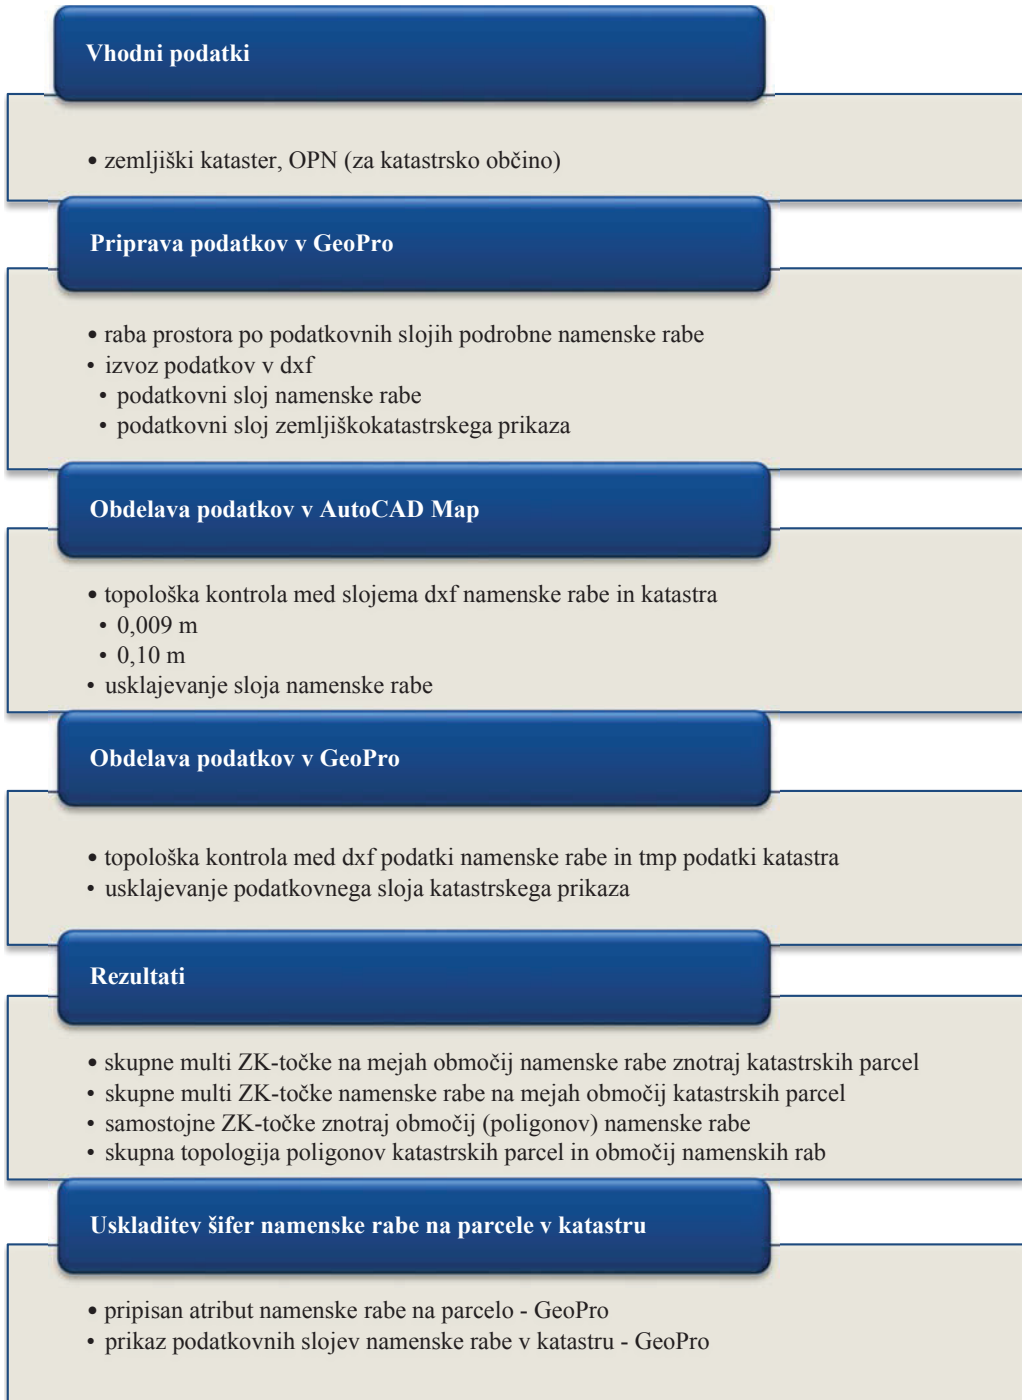 Vhodni podatki
• zemljiški kataster, OPN (za katastrsko občino)
Priprava podatkov v GeoPro
• raba prostora po podatkovnih slojih podrobne namenske rabe
• izvoz podatkov v dxf
• podatkovni sloj namenske rabe
• podatkovni sloj zemljiškokatastrskega prikaza
Obdelava podatkov v AutoCAD Map
• topološka kontrola med slojema dxf namenske rabe in katastra
• 0,009 m
• 0,10 m
• usklajevanje sloja namenske rabe
Obdelava podatkov v GeoPro
• topološka kontrola med dxf podatki namenske rabe in tmp podatki katastra
• usklajevanje podatkovnega sloja katastrskega prikaza
Rezultati
• skupne multi ZK-točke na mejah območij namenske rabe znotraj katastrskih parcel
• skupne multi ZK-točke namenske rabe na mejah območij katastrskih parcel
• samostojne ZK-točke znotraj območij (poligonov) namenske rabe
• skupna topologija poligonov katastrskih parcel in območij namenskih rab
Uskladitev šifer namenske rabe na parcele v katastru
• pripisan atribut namenske rabe na parcelo - GeoPro
• prikaz podatkovnih slojev namenske rabe v katastru - GeoPro